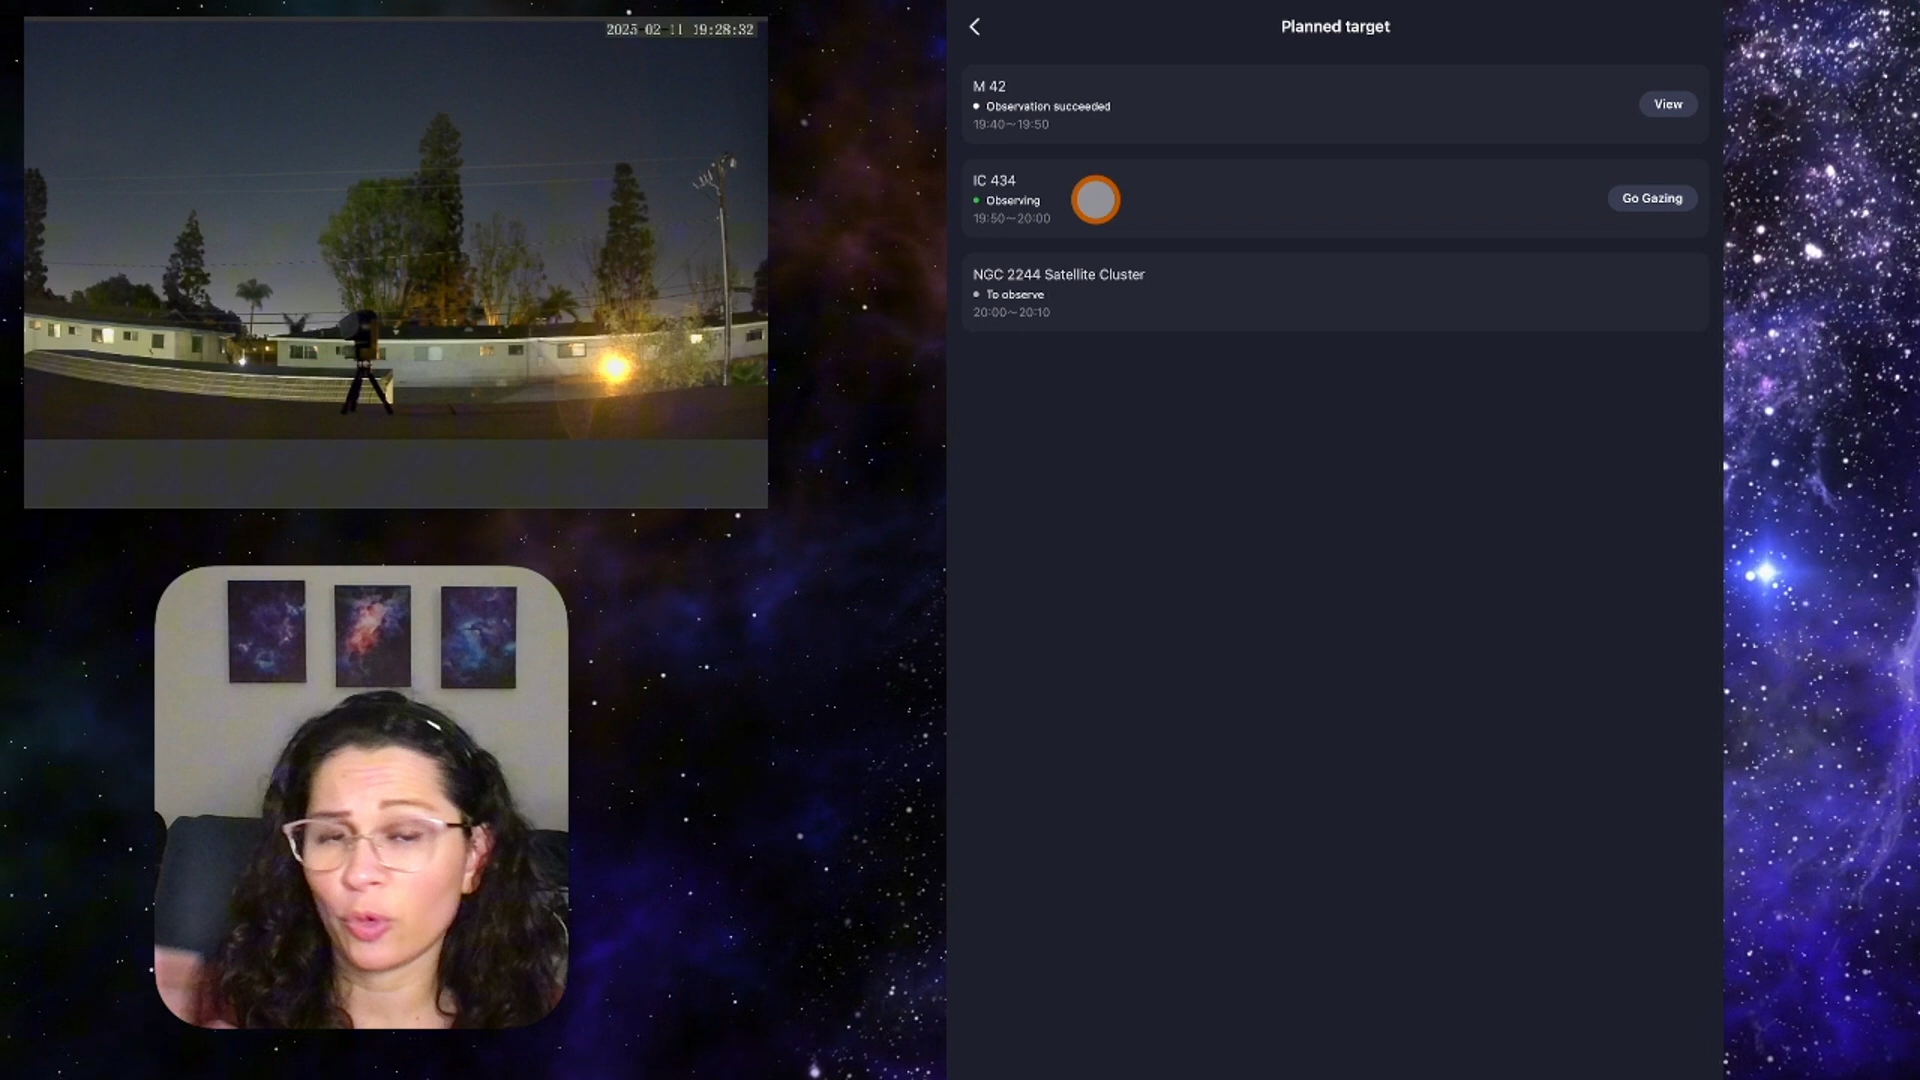 2025-02-11 19:28:32
Planned target
M 42
Observation succeeded
19:40~19:50
View
IC 434
Observing
19:50~20:00
Go Gazing
NGC 2244 Satellite Cluster
To observe
20:00~20:10